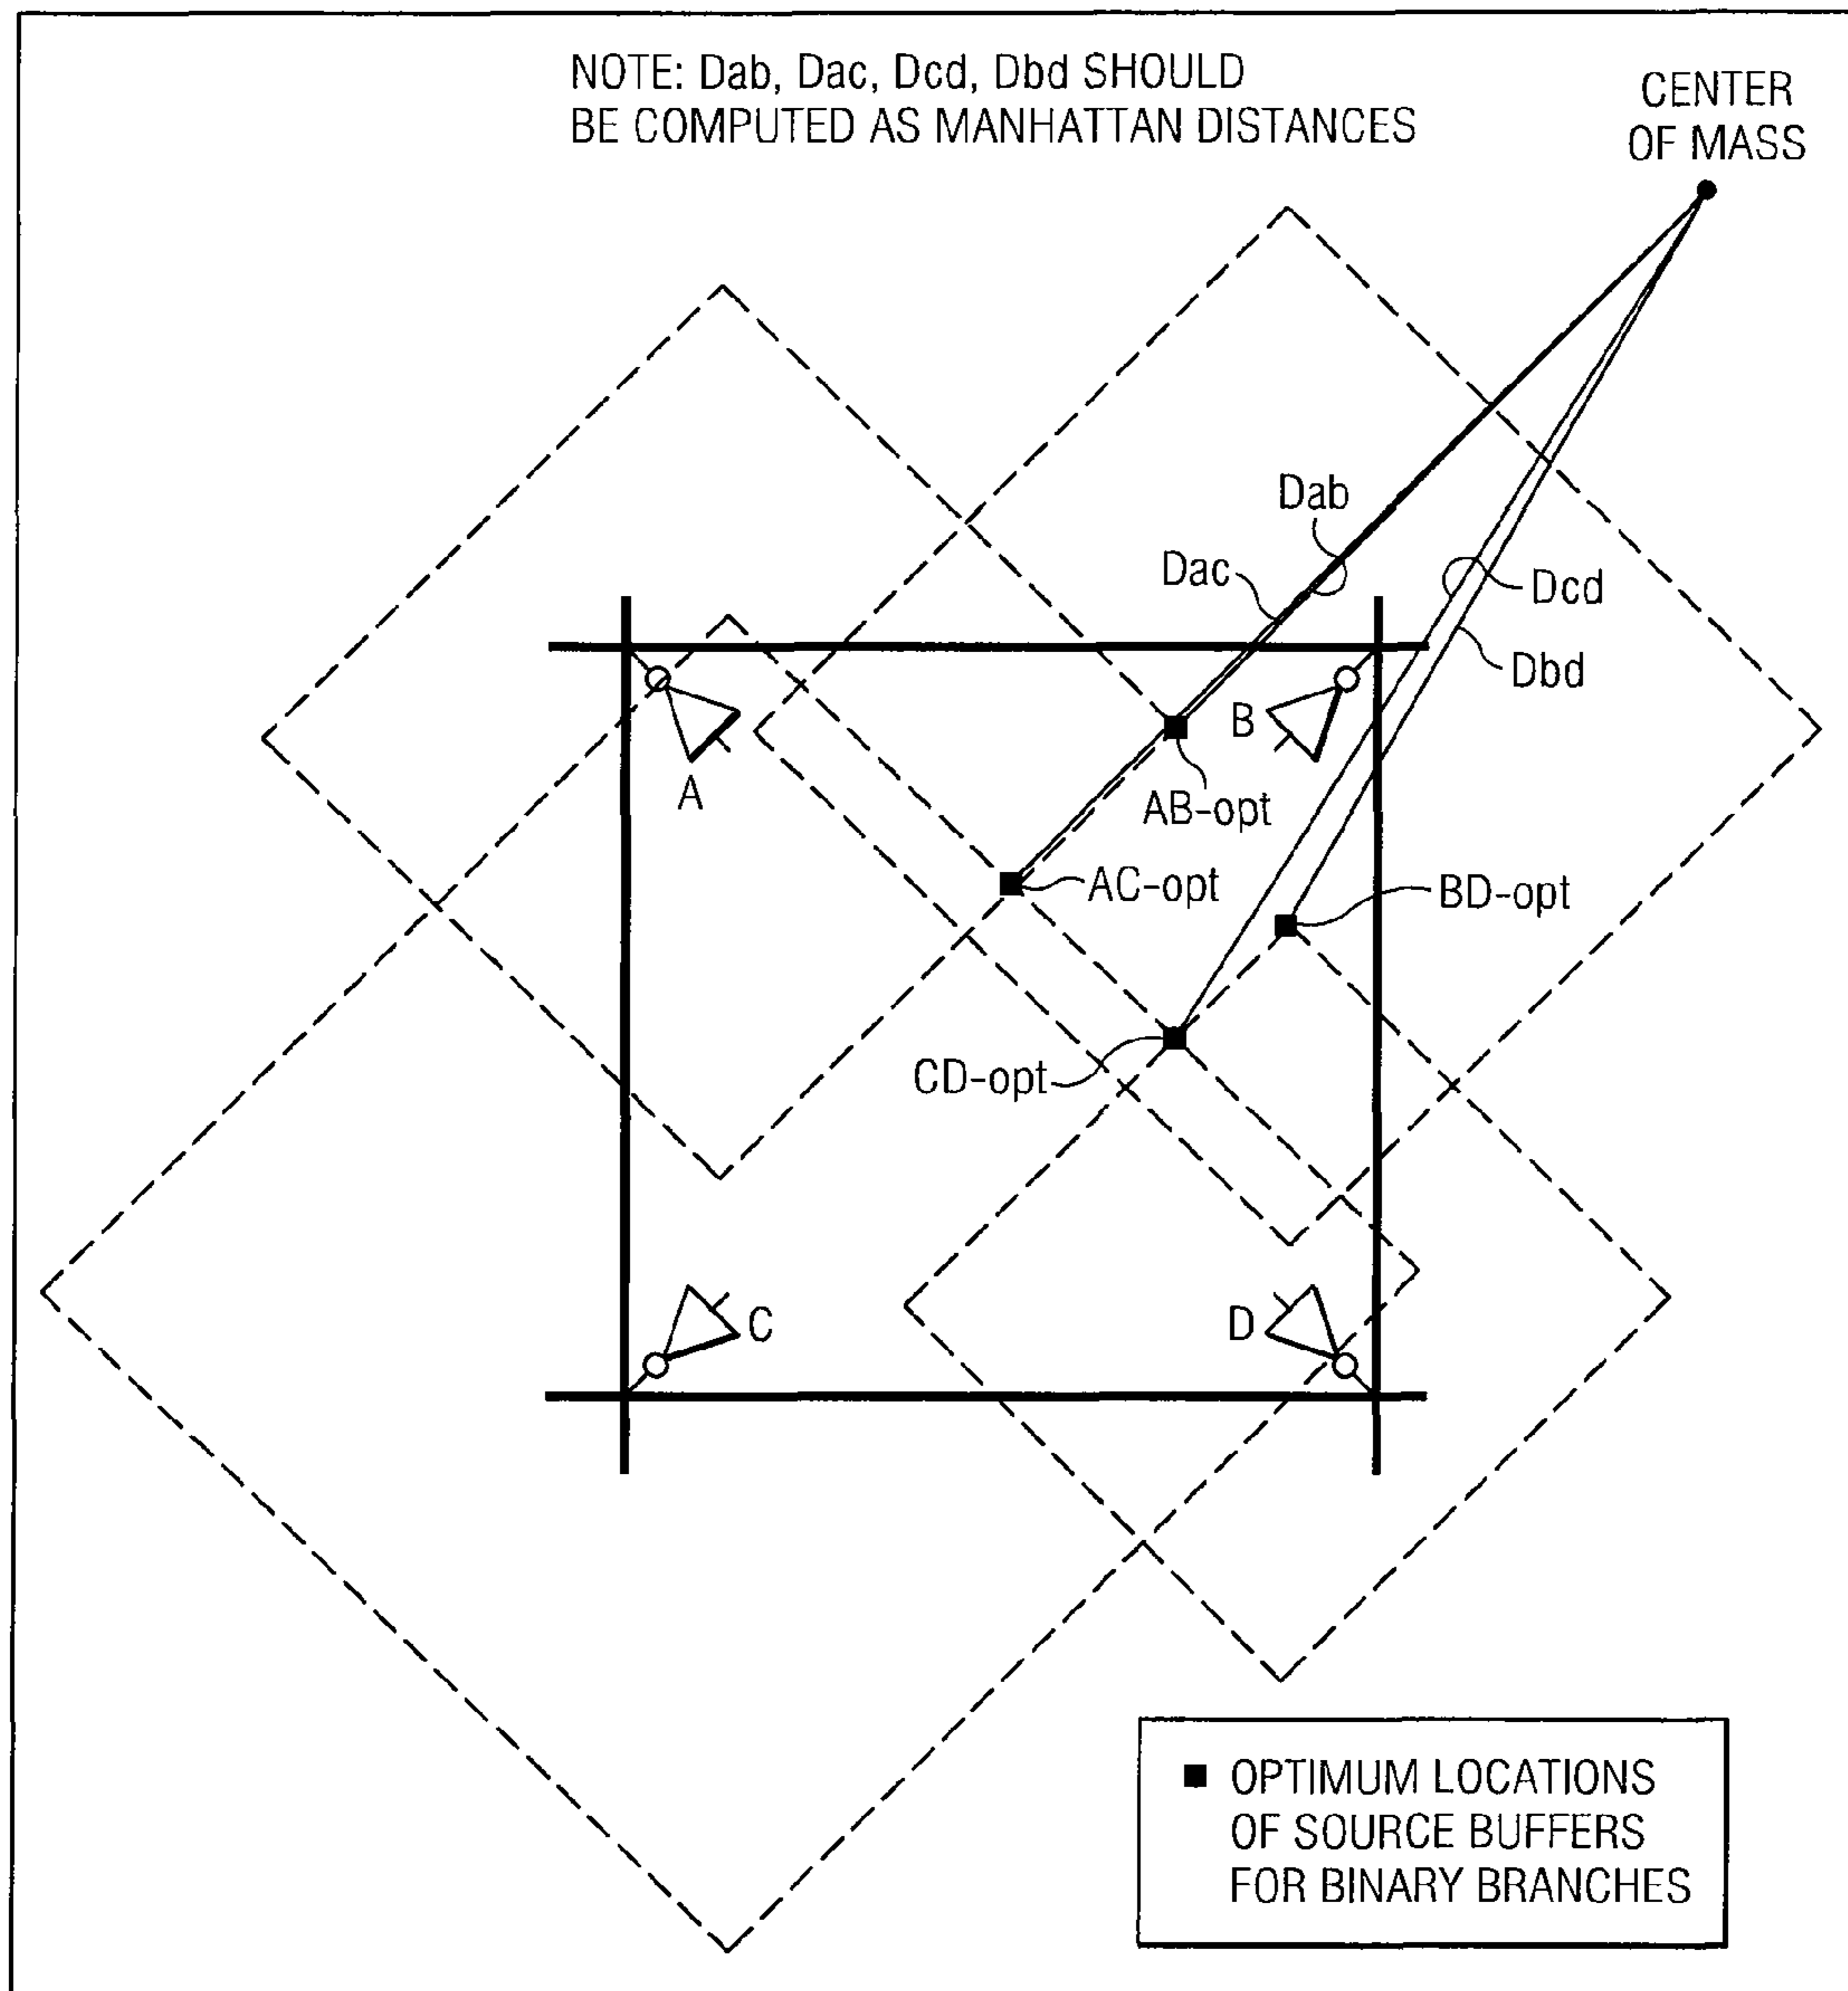 NOTE: Dab, Dac, Dcd, Dbd SHOULD
BE COMPUTED AS MANHATTAN DISTANCES
CENTER
OF MASS
Dab
Dac
Dcd
Dbd
A
B
AB-opt
AC-opt
BD-opt
CD-opt
C
D
■ OPTIMUM LOCATIONS
OF SOURCE BUFFERS
FOR BINARY BRANCHES